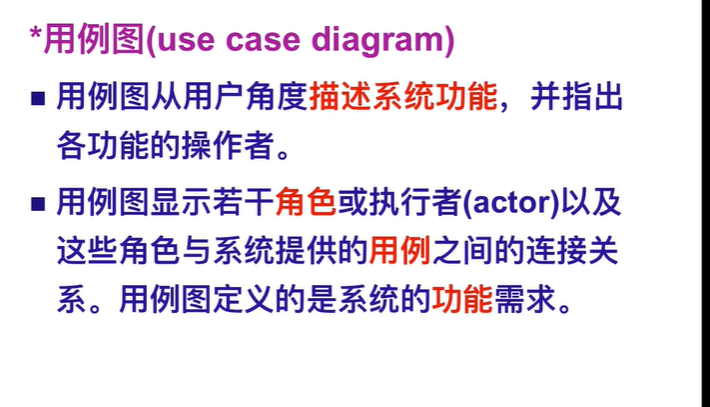 *用例图(use case diagram)
■ 用例图从用户角度描述系统功能，并指出
各功能的操作者。
■ 用例图显示若干角色或执行者(actor)以及
这些角色与系统提供的用例之间的连接关
系。用例图定义的是系统的功能需求。